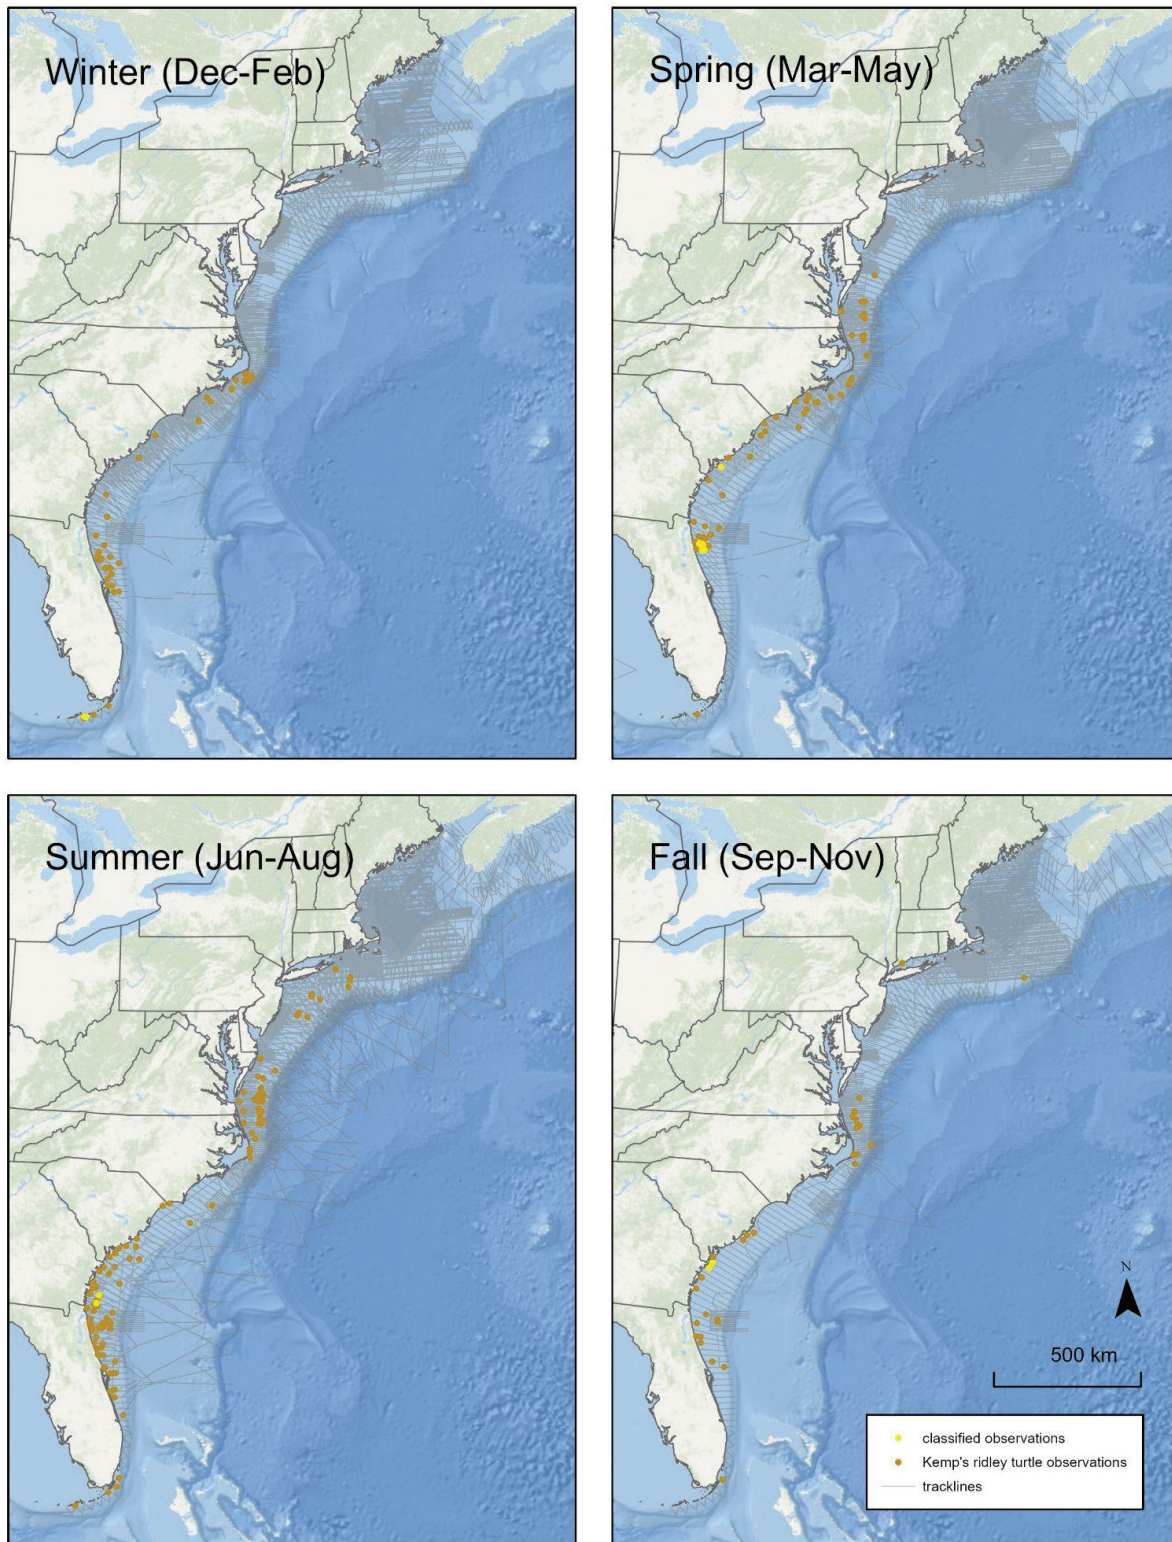 Winter (Dec-Feb)
Spring (Mar-May)
Summer (Jun-Aug)
Fall (Sep-Nov)
N
500 km
classified observations
Kemp's ridley turtle observations
tracklines